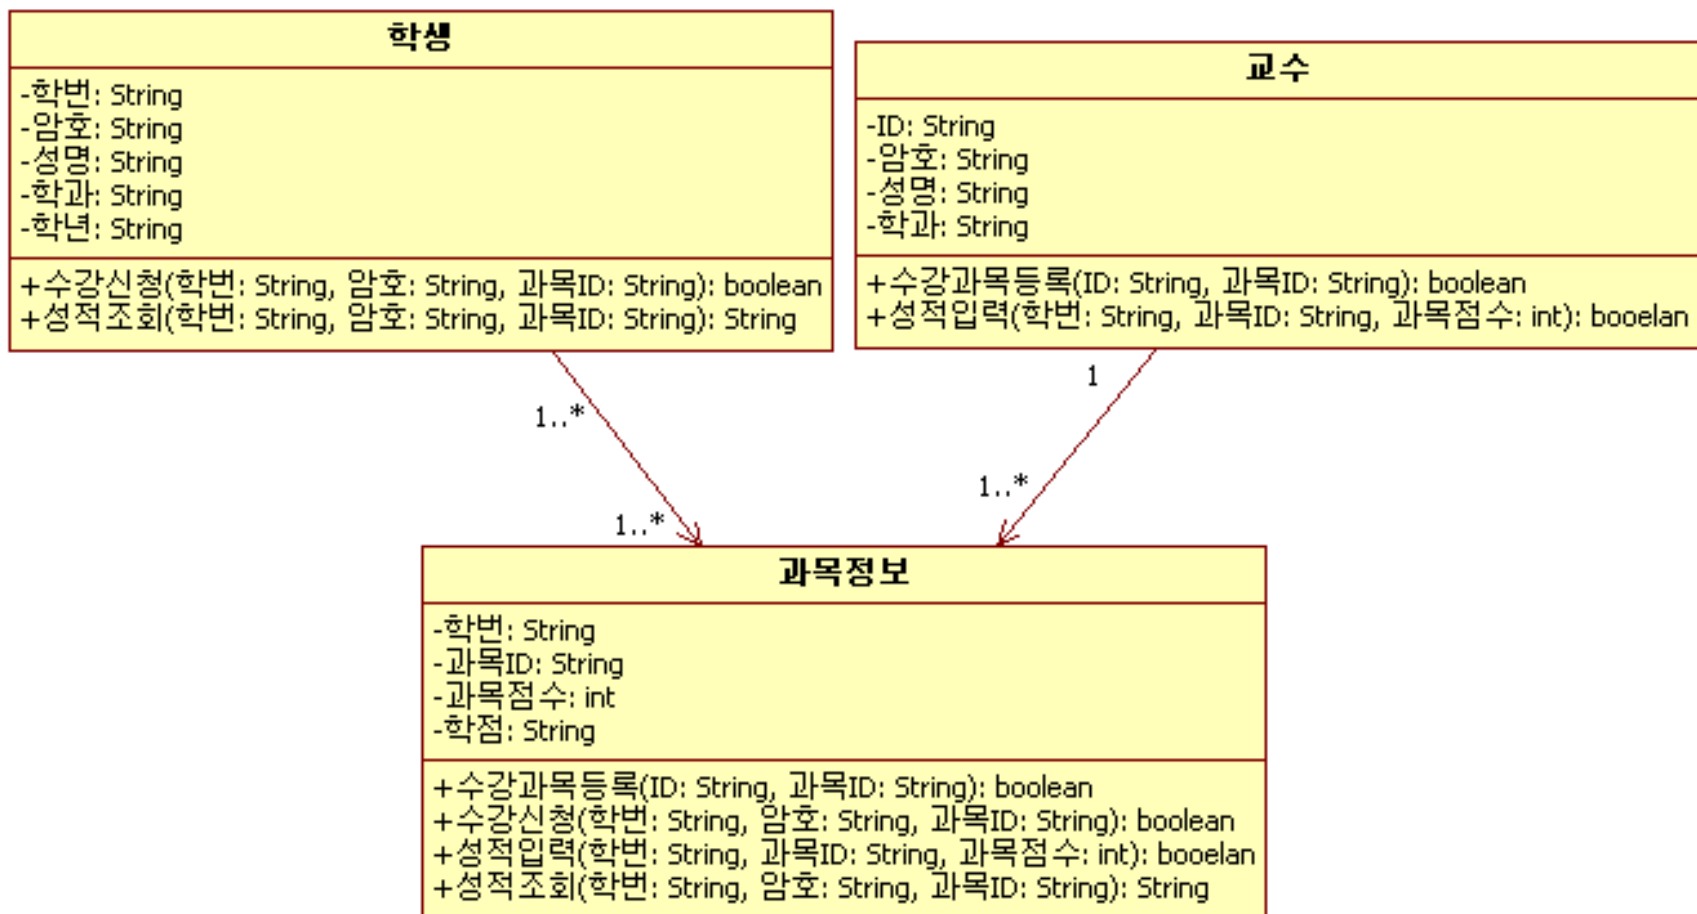 학생
-학번: String
-암호: String
-성명: String
-학과: String
-학년: String
+수강신청(학번: String, 암호: String, 과목ID: String): boolean
+성적조회(학번: String, 암호: String, 과목ID: String): String
교수
-ID: String
-암호: String
-성명: String
-학과: String
+수강과목등록(ID: String, 과목ID: String): boolean
+성적입력(학번: String, 과목ID: String, 과목점수: int): booelan
1..*
1..*
1
1..*
과목정보
-학번: String
-과목ID: String
-과목점수: int
-학점: String
+수강과목등록(ID: String, 과목ID: String): boolean
+수강신청(학번: String, 암호: String, 과목ID: String): boolean
+성적입력(학번: String, 과목ID: String, 과목점수: int): booelan
+성적조회(학번: String, 암호: String, 과목ID: String): String